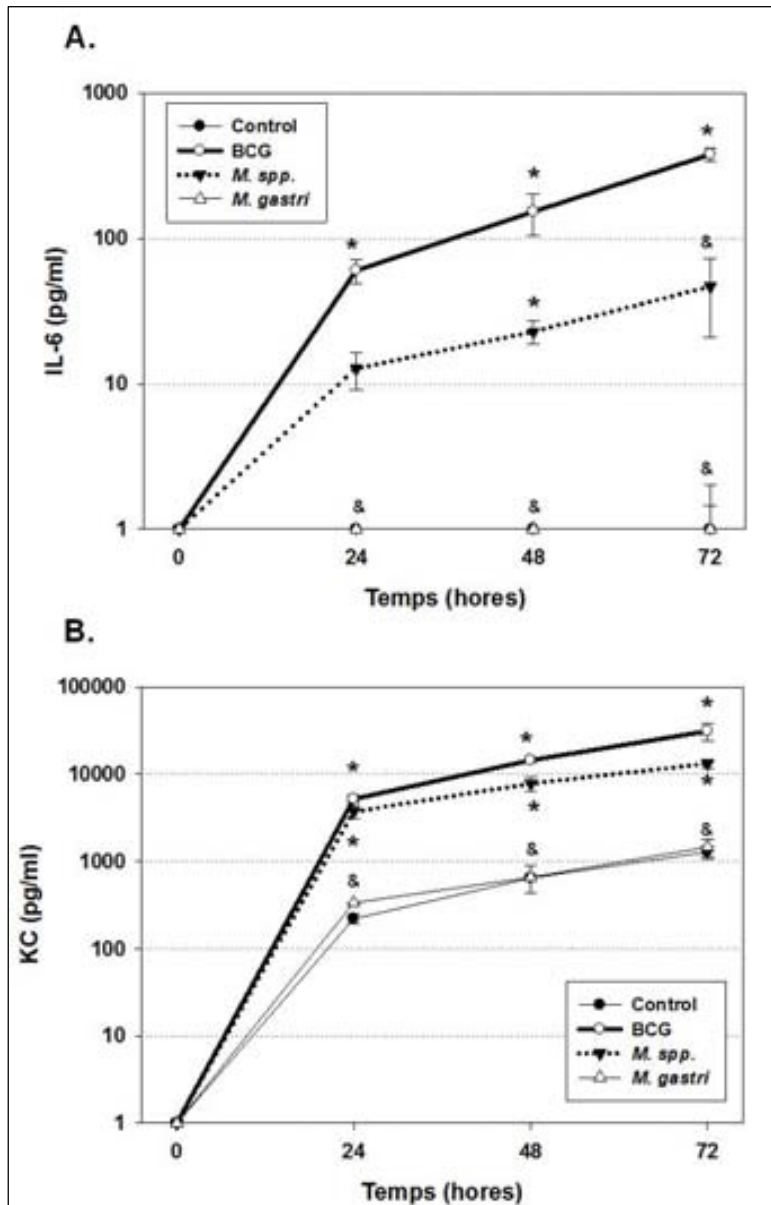 A.
1000
100
10
1
IL-6 (pg/ml)
Control
BCG
M. spp.
M. gastri
*
*
*
*
&
&
&
&
0 24 48 72
Temps (hores)
B.
100000
10000
1000
100
10
1
KC (pg/ml)
*
*
*
*
*
*
&
&
&
Control
BCG
M. spp.
M. gastri
0 24 48 72
Temps (hores)